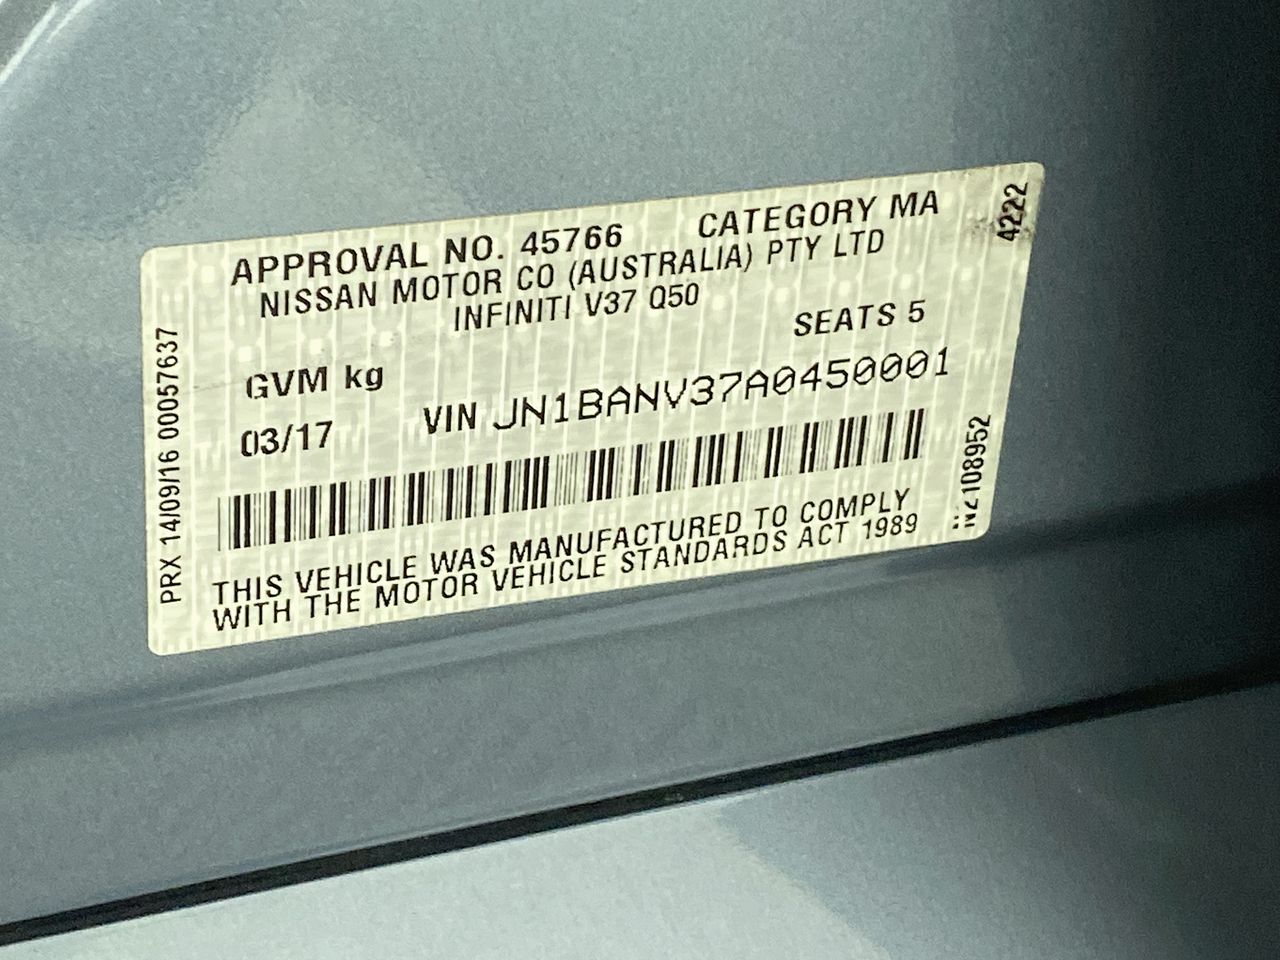 APPROVAL NO. 45766 CATEGORY MA
NISSAN MOTOR CO (AUSTRALIA) PTY LTD
INFINITI V37 Q50
SEATS 5
GVM kg
03/17 VIN JN1BANV37A0450001
THIS VEHICLE WAS MANUFACTURED TO COMPLY
WITH THE MOTOR VEHICLE STANDARDS ACT 1989
PRX 14/09/16 00057637
4222